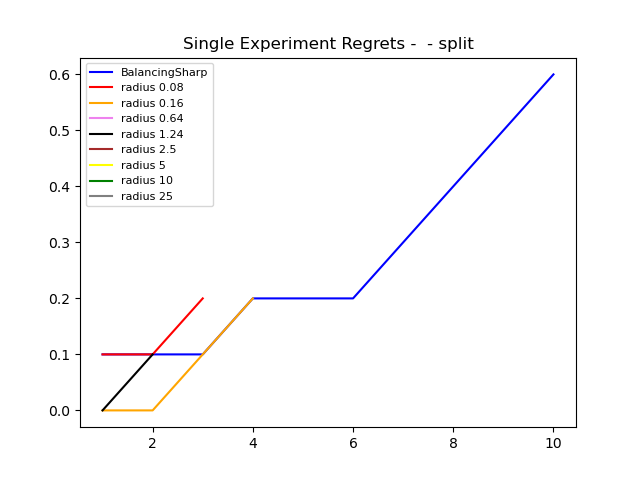 Single Experiment Regrets -  - split
BalancingSharp
radius 0.08
radius 0.16
radius 0.64
radius 1.24
radius 2.5
radius 5
radius 10
radius 25
0.6
0.5
0.4
0.3
0.2
0.1
0.0
2 4 6 8 10